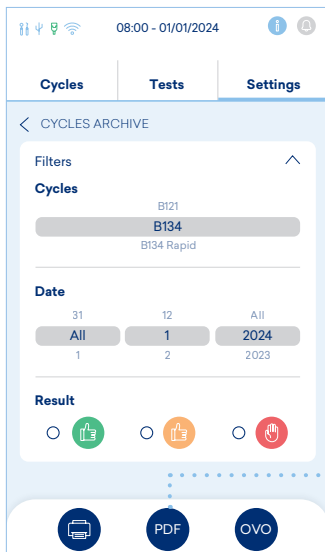 08:00 - 01/01/2024
Cycles Tests Settings
CYCLES ARCHIVE
Filters
Cycles
B121
B134
B134 Rapid
Date
31 12 All
All 1 2024
1 2 2023
Result
PDF OVO